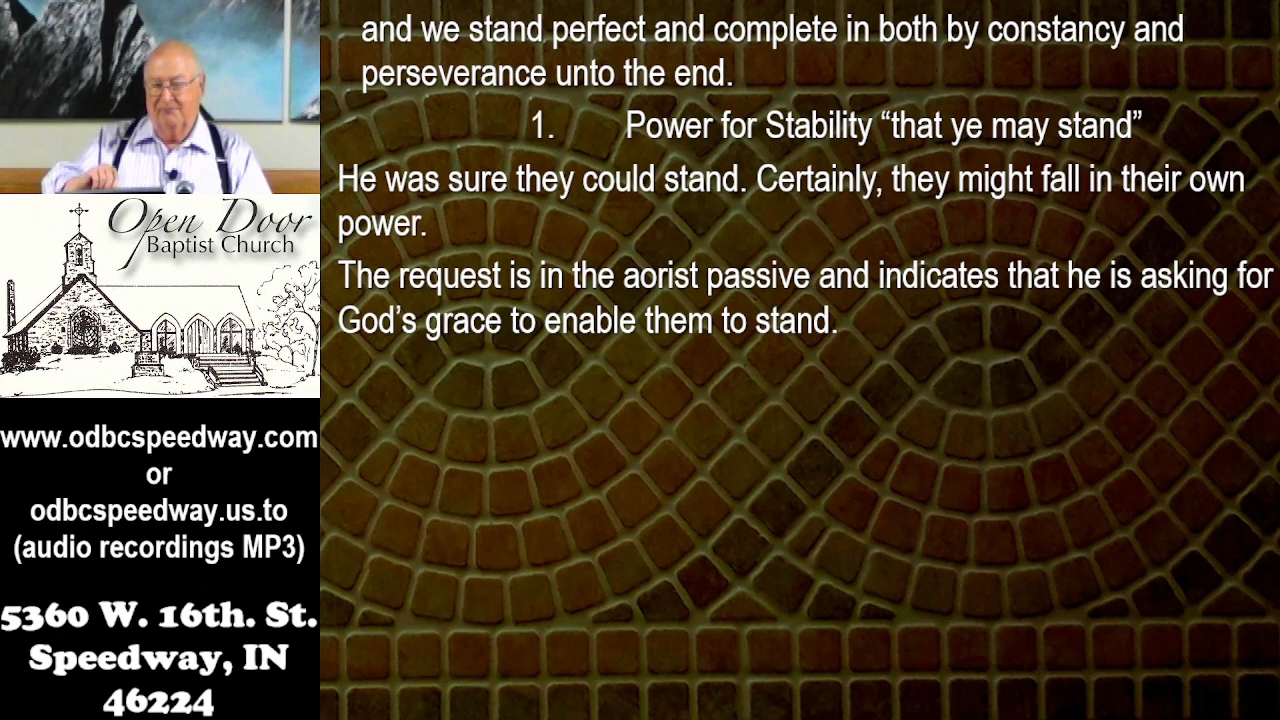 and we stand perfect and complete in both by constancy and
perseverance unto the end.
1. Power for Stability “that ye may stand”
He was sure they could stand. Certainly, they might fall in their own
power.
The request is in the aorist passive and indicates that he is asking for
God’s grace to enable them to stand.
Open Door
Baptist Church
www.odbcspeedway.com
or
odbcspeedway.us.to
(audio recordings MP3)
5360 W. 16th. St.
Speedway, IN
46224